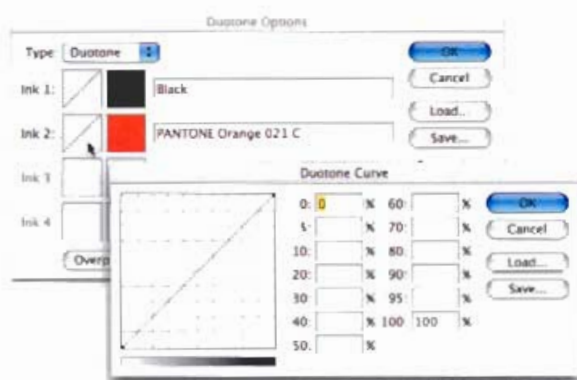 Duotone Options
Type: Duotone
OK
Ink 1: Black
Cancel
Load...
Ink 2: PANTONE Orange 021 C
Save...
Ink 3
Ink 4
Overp
Duotone Curve
0: 0 % 60: %
OK
5: % 70: %
Cancel
10: % 80: %
20: % 90: %
Load...
30: % 95: %
Save...
40: % 100: 100 %
50: %